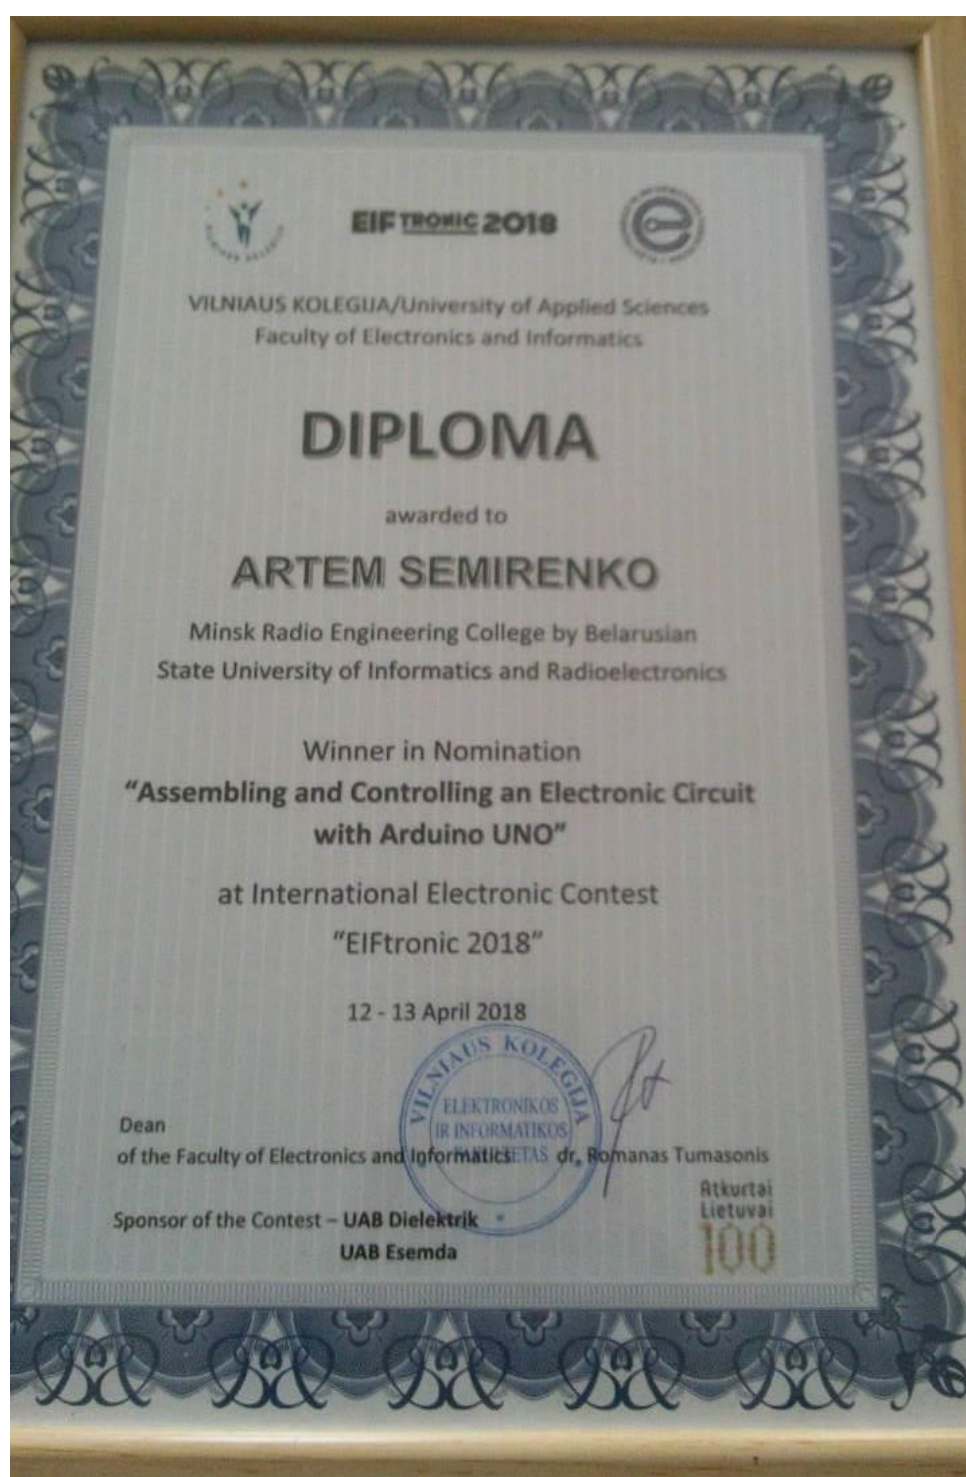 EIFTRONIC 2018
VILNIAUS KOLEGIJA/University of Applied Sciences
Faculty of Electronics and Informatics
DIPLOMA
awarded to
ARTEM SEMIRENKO
Minsk Radio Engineering College by Belarusian
State University of Informatics and Radioelectronics
Winner in Nomination
“Assembling and Controlling an Electronic Circuit
with Arduino UNO”
at International Electronic Contest
“EIFtronic 2018”
12 - 13 April 2018
VILNIAUS KOLEGIJA
ELEKTRONIKOS
IR INFORMATIKOS
Dean
of the Faculty of Electronics and Informatics dr. Romanas Tumasonis
Sponsor of the Contest – UAB Dielektrik
UAB Esemda
Atkurtai
Lietuvai
100